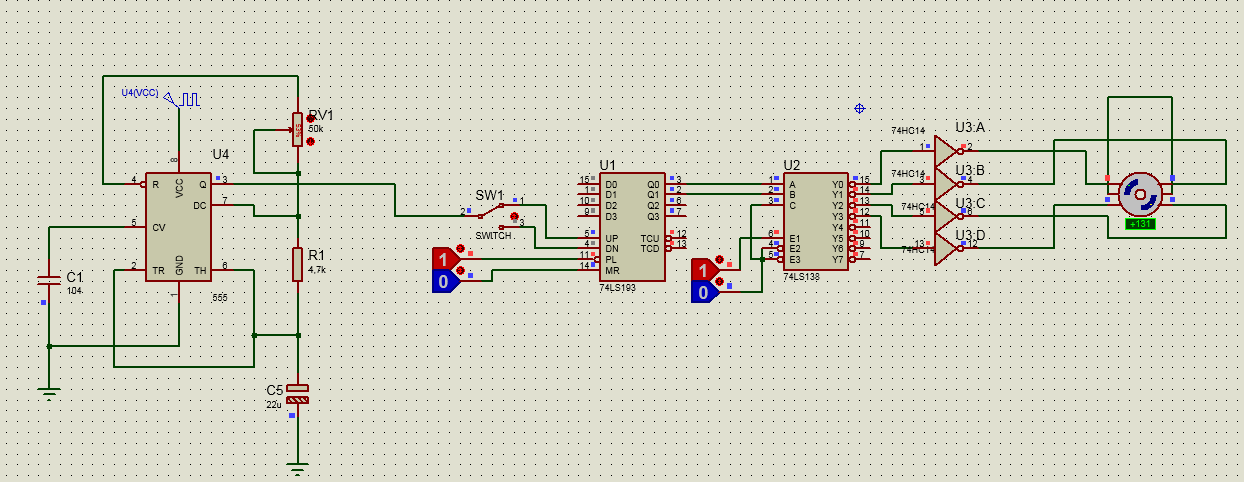 U4(VCC)
RV1
50k
U4
555
R
Q
DC
CV
TR
GND
VCC
TH
4
3
7
5
2
6
8
1
C1
104
R1
4,7k
C5
22u
SW1
SWITCH
2
1
3
1
0
U1
74LS193
D0
D1
D2
D3
UP
DN
PL
MR
Q0
Q1
Q2
Q3
TCU
TCD
15
1
10
9
5
4
11
14
3
2
6
7
12
13
1
0
U2
74LS138
A
B
C
E1
E2
E3
Y0
Y1
Y2
Y3
Y4
Y5
Y6
Y7
1
2
3
6
4
5
15
14
13
12
11
10
9
7
U3:A
74HC14
1
2
U3:B
74HC14
3
4
U3:C
74HC14
5
6
U3:D
74HC14
13
12
+131